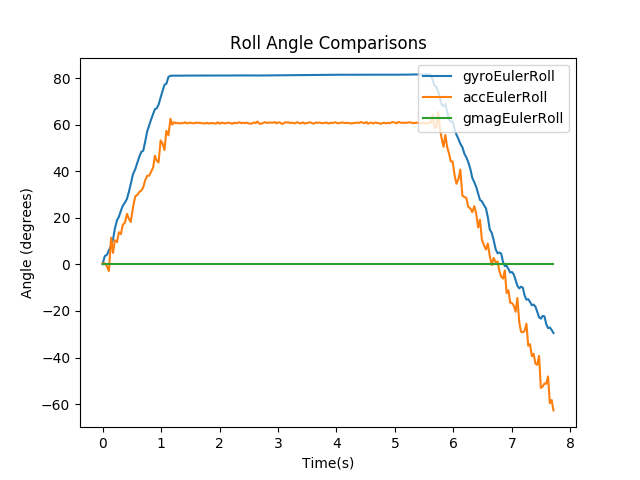 Roll Angle Comparisons
gyroEulerRoll
accEulerRoll
gmagEulerRoll
Angle (degrees)
80
60
40
20
0
−20
−40
−60
0 1 2 3 4 5 6 7 8
Time(s)